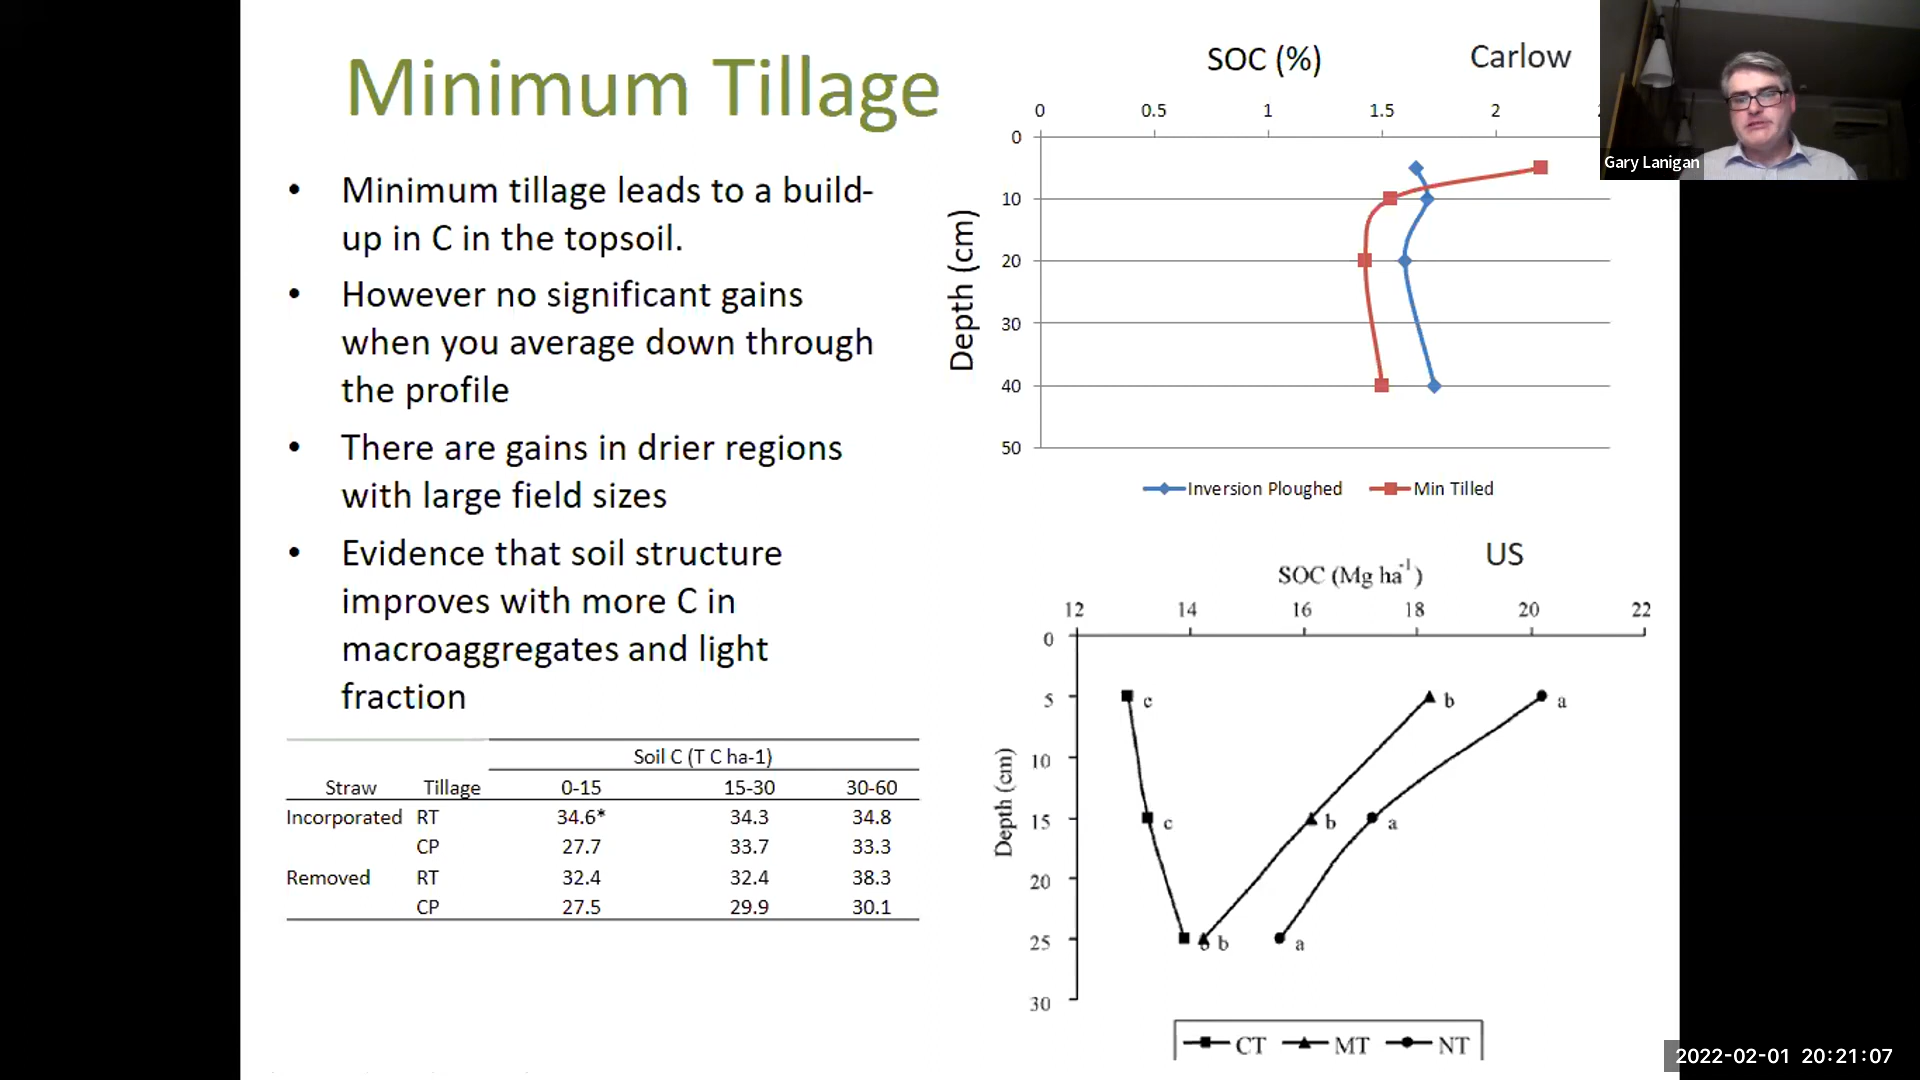 Minimum Tillage
• Minimum tillage leads to a build-
up in C in the topsoil.
• However no significant gains
when you average down through
the profile
• There are gains in drier regions
with large field sizes
• Evidence that soil structure
improves with more C in
macroaggregates and light
fraction
Soil C (T C ha-1)
Straw Tillage 0-15 15-30 30-60
Incorporated RT 34.6* 34.3 34.8
CP 27.7 33.7 33.3
Removed RT 32.4 32.4 38.3
CP 27.5 29.9 30.1
SOC (%) Carlow
0 0.5 1 1.5 2
0
10
20
30
40
50
Depth (cm)
Inversion Ploughed Min Tilled
US
SOC (Mg ha-1)
12 14 16 18 20 22
0
5 c b a
10
15 c b a
20
25 b a
30
Depth (cm)
CT MT NT
Gary Lanigan
2022-02-01 20:21:07